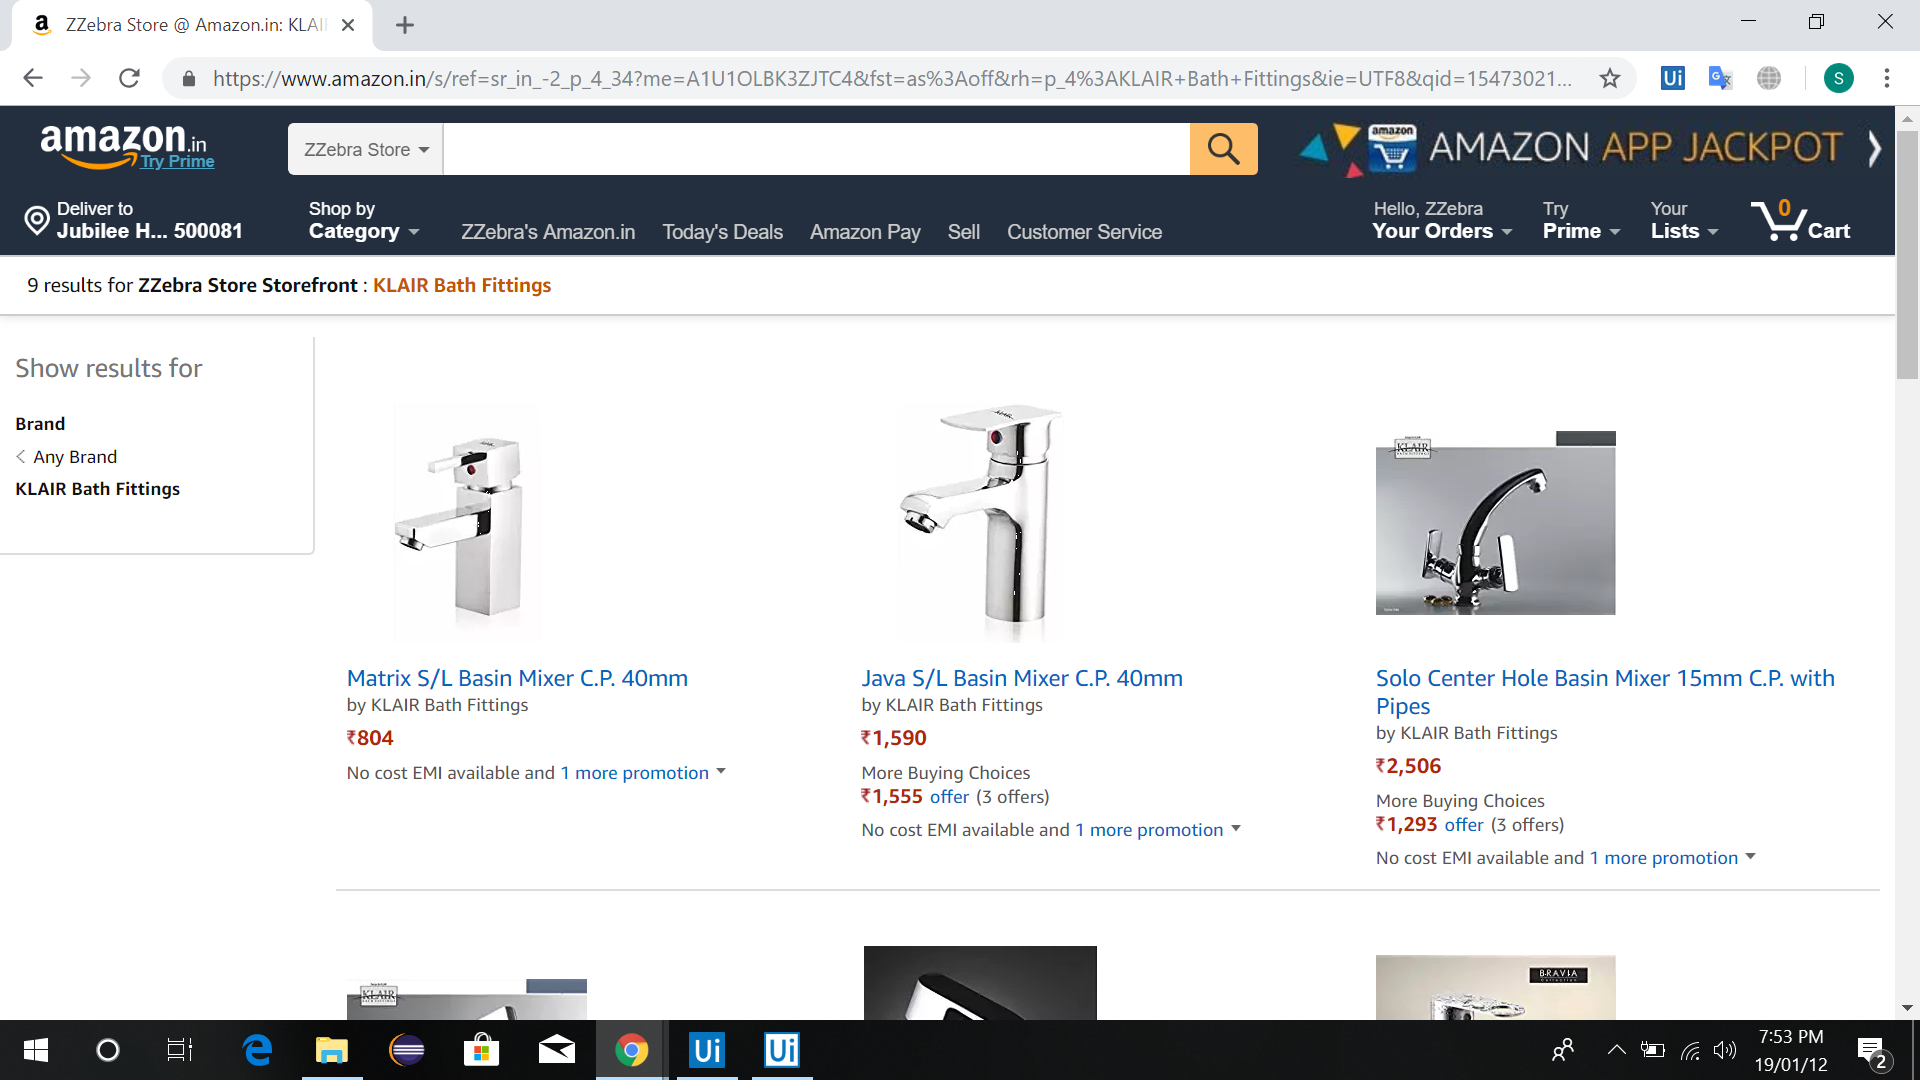 ZZebra Store @ Amazon.in: KLAI
https://www.amazon.in/s/ref=sr_in_-2_p_4_34?me=A1U1OLBK3ZJTC4&fst=as%3Aoff&rh=p_4%3AKLAIR+Bath+Fittings&ie=UTF8&qid=15473021...
Ui
S
amazon.in
Try Prime
ZZebra Store
amazon
AMAZON APP JACKPOT
Deliver to
Jubilee H... 500081
Shop by
Category
ZZebra's Amazon.in Today's Deals Amazon Pay Sell Customer Service
Hello, ZZebra
Your Orders
Try
Prime
Your
Lists
0
Cart
9 results for ZZebra Store Storefront : KLAIR Bath Fittings
Show results for
Brand
Any Brand
KLAIR Bath Fittings
KLAIR
Matrix S/L Basin Mixer C.P. 40mm
by KLAIR Bath Fittings
₹804
No cost EMI available and 1 more promotion
Java S/L Basin Mixer C.P. 40mm
by KLAIR Bath Fittings
₹1,590
More Buying Choices
₹1,555 offer (3 offers)
No cost EMI available and 1 more promotion
Solo Center Hole Basin Mixer 15mm C.P. with
Pipes
by KLAIR Bath Fittings
₹2,506
More Buying Choices
₹1,293 offer (3 offers)
No cost EMI available and 1 more promotion
KLAIR
BRAVIA
Ui
Ui
7:53 PM
19/01/12
2